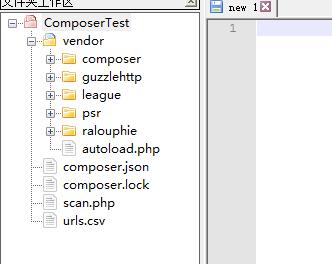 文件夹工作区
new 1
1
ComposerTest
vendor
composer
guzzlehttp
league
psr
ralouphie
autoload.php
composer.json
composer.lock
scan.php
urls.csv